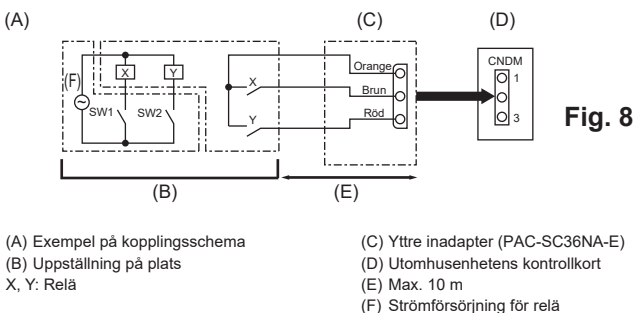 (A) (C) (D)
CNDM
Orange
1
(F) X Y
X Brun
SW1 SW2
Röd
3
Y
Fig. 8
(B) (E)
(A) Exempel på kopplingsschema
(B) Uppställning på plats
X, Y: Relä
(C) Yttre inadapter (PAC-SC36NA-E)
(D) Utomhusenhetens kontrollkort
(E) Max. 10 m
(F) Strömförsörjning för relä